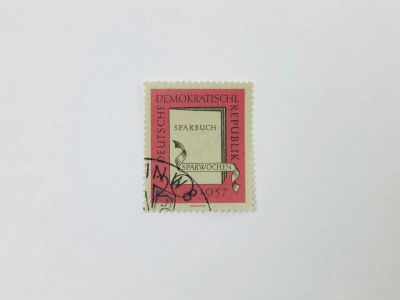 DEUTSCHE
DEMOKRATISCHE
REPUBLIK
SPARBUCH
SPARWOCHEN
1957